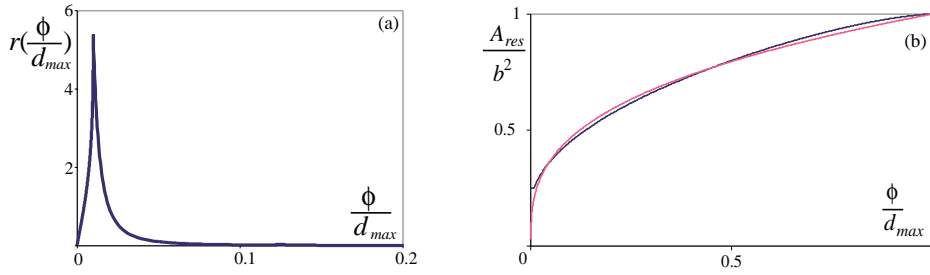 6
(a)
r(ϕ/d_max)
4
2
ϕ/d_max
0
0.1
0.2
1
A_res/b²
(b)
0.5
ϕ/d_max
0
0.5